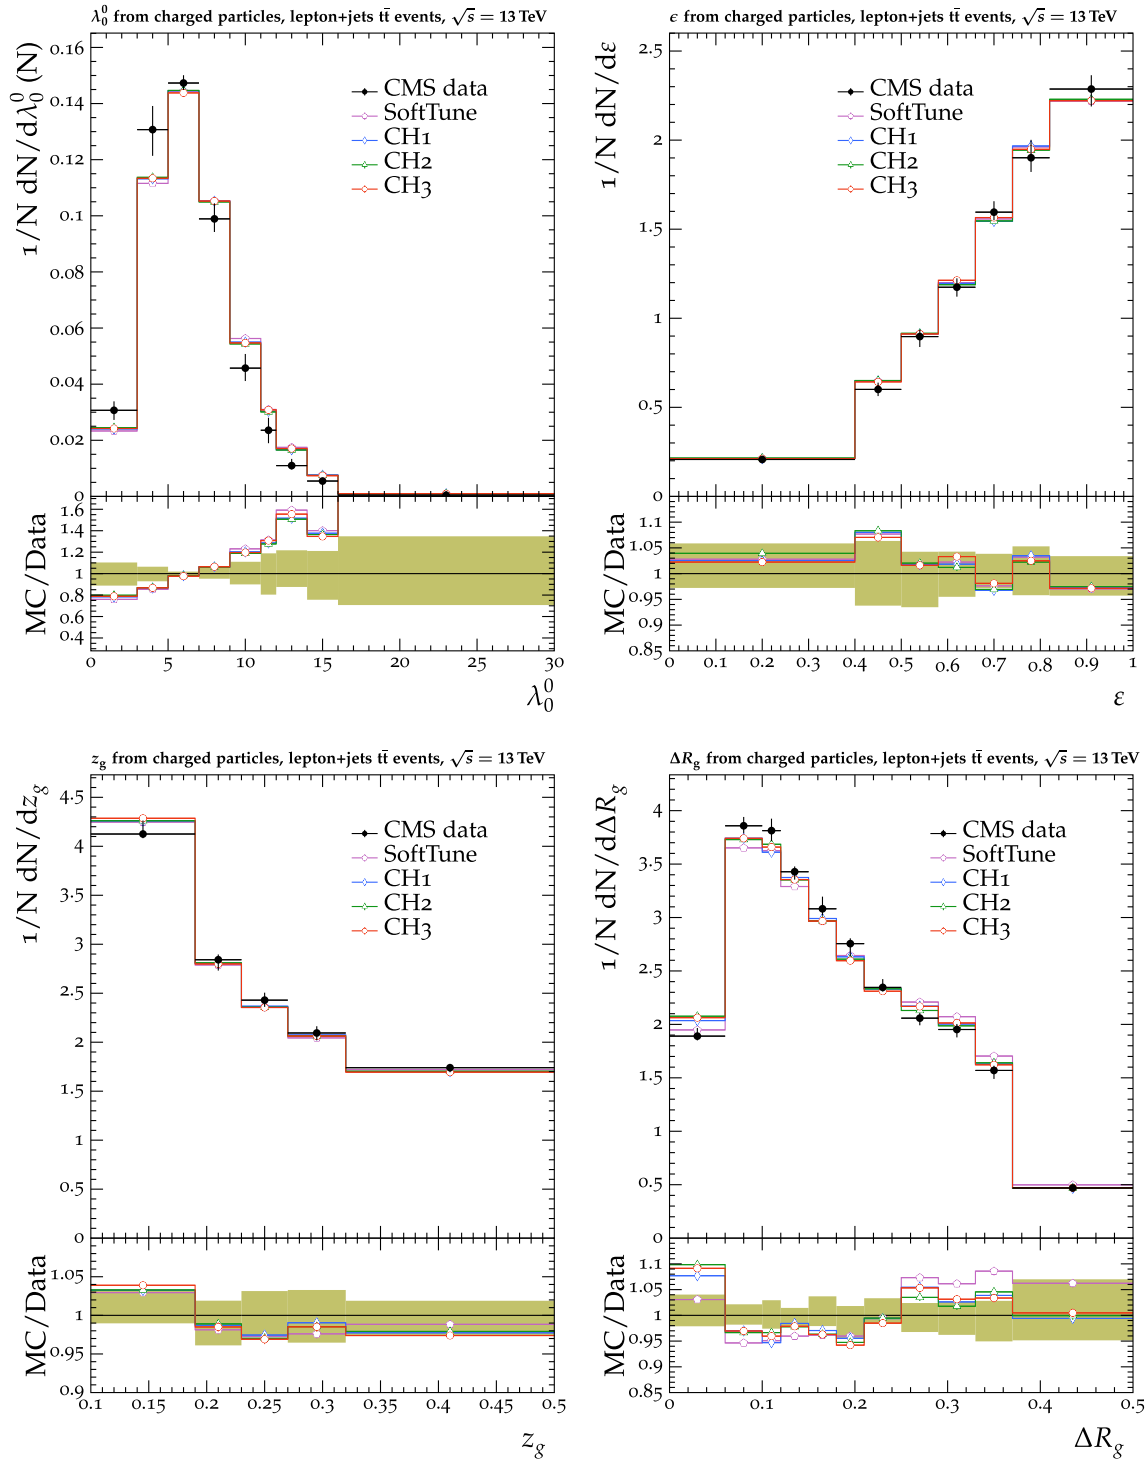 λ₀⁰ from charged particles, lepton+jets tt̄ events, √s = 13 TeV
1/N dN/dλ₀⁰ (N)
0.16
0.14
0.12
0.1
0.08
0.06
0.04
0.02
0
CMS data
SoftTune
CH1
CH2
CH3
MC/Data
1.6
1.4
1.2
1
0.8
0.6
0.4
0 5 10 15 20 25 30
λ₀⁰
ϵ from charged particles, lepton+jets tt̄ events, √s = 13 TeV
1/N dN/dε
2.5
2
1.5
1
0.5
0
CMS data
SoftTune
CH1
CH2
CH3
MC/Data
1.1
1.05
1
0.95
0.9
0.85
0 0.1 0.2 0.3 0.4 0.5 0.6 0.7 0.8 0.9 1
ε
z_g from charged particles, lepton+jets tt̄ events, √s = 13 TeV
1/N dN/dz_g
4.5
4
3.5
3
2.5
2
1.5
1
0.5
0
CMS data
SoftTune
CH1
CH2
CH3
MC/Data
1.05
1
0.95
0.9
0.1 0.15 0.2 0.25 0.3 0.35 0.4 0.45 0.5
z_g
ΔR_g from charged particles, lepton+jets tt̄ events, √s = 13 TeV
1/N dN/dΔR_g
4
3.5
3
2.5
2
1.5
1
0.5
0
CMS data
SoftTune
CH1
CH2
CH3
MC/Data
1.1
1.05
1
0.95
0.9
0.85
0 0.1 0.2 0.3 0.4 0.5
ΔR_g